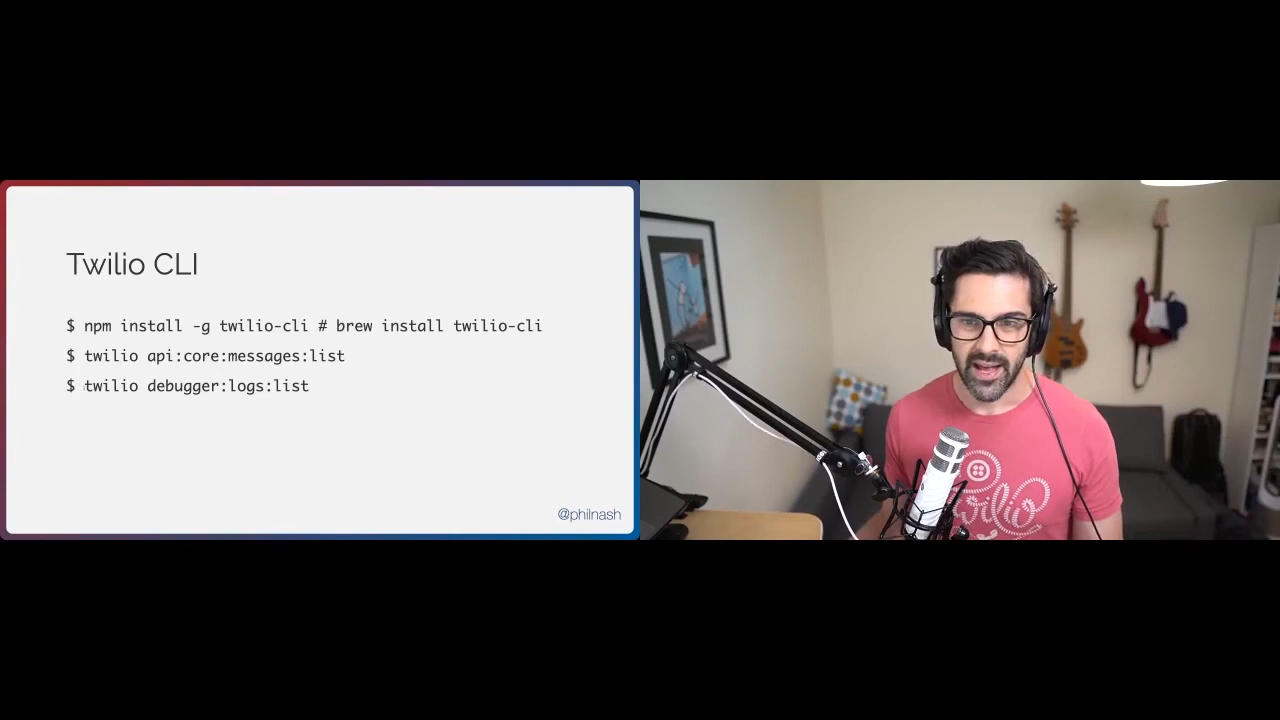 Twilio CLI
$ npm install -g twilio-cli # brew install twilio-cli
$ twilio api:core:messages:list
$ twilio debugger:logs:list
@philnash
twilio